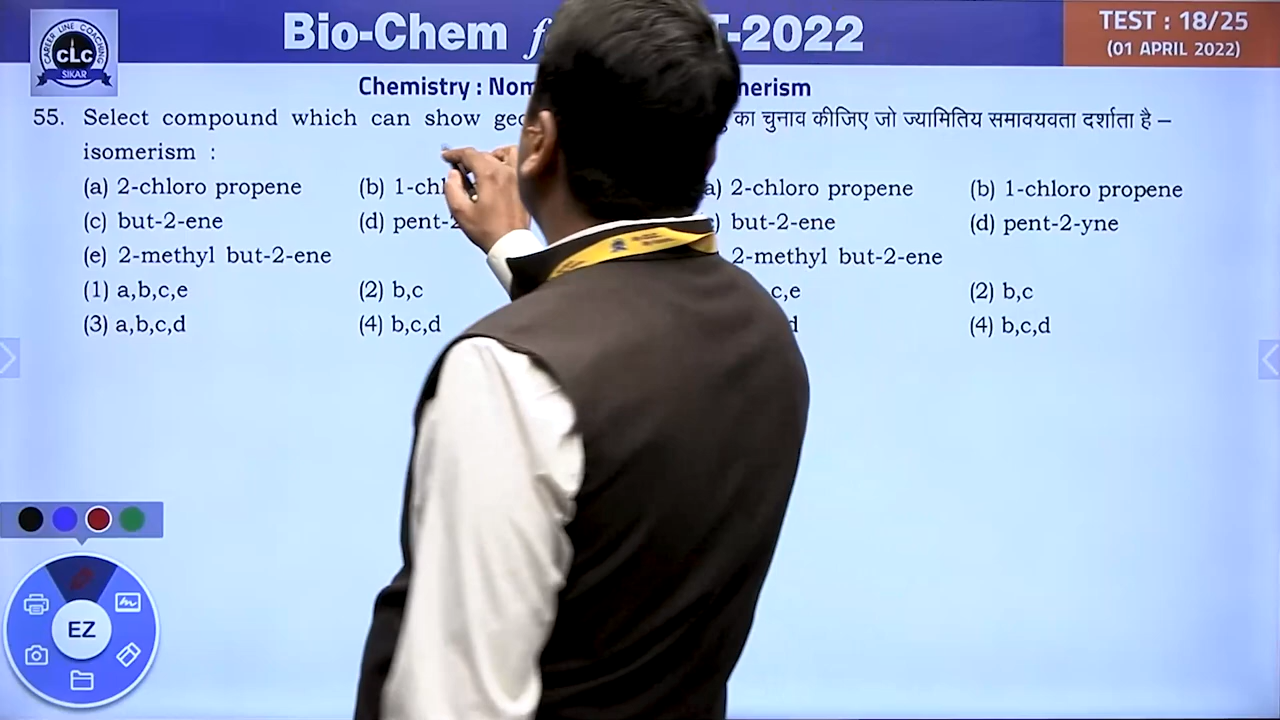 CAREER LINE COACHING
CLC
SIKAR
Bio-Chem f T-2022
TEST : 18/25
(01 APRIL 2022)
Chemistry : Nom merism
55. Select compound which can show geo का चुनाव कीजिए जो ज्यामितिय समावयवता दर्शाता है –
isomerism :
(a) 2-chloro propene (b) 1-chl a) 2-chloro propene (b) 1-chloro propene
(c) but-2-ene (d) pent-2 ) but-2-ene (d) pent-2-yne
(e) 2-methyl but-2-ene 2-methyl but-2-ene
(1) a,b,c,e (2) b,c c,e (2) b,c
(3) a,b,c,d (4) b,c,d d (4) b,c,d
EZ